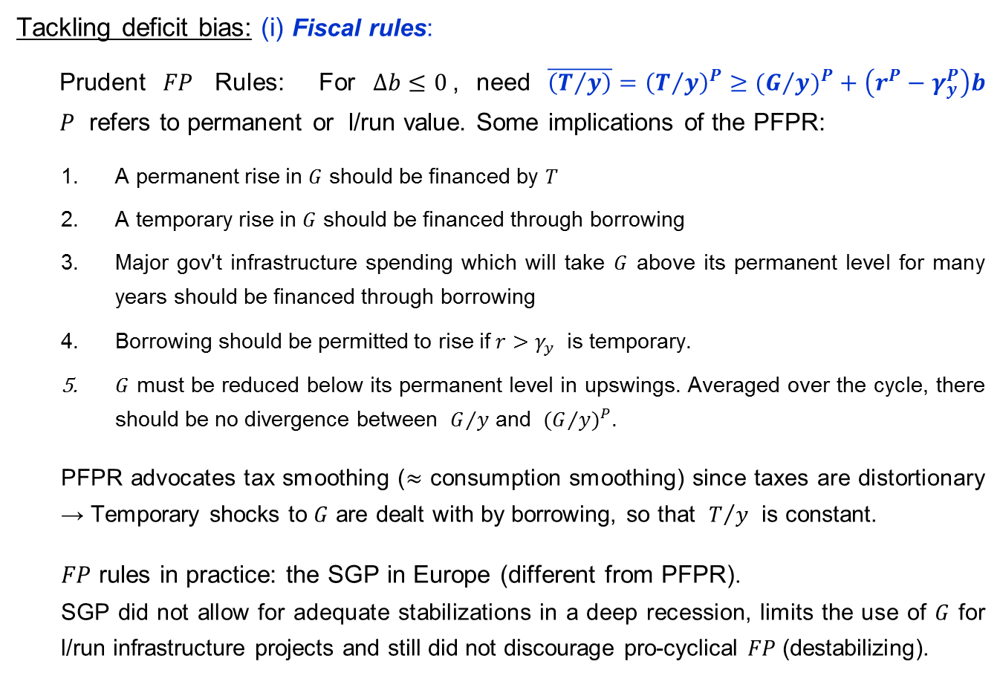 Tackling deficit bias: (i) Fiscal rules:
Prudent FP Rules: For Δb ≤ 0 , need \overline{(T/y)} = (T/y)^P ≥ (G/y)^P + (r^P − γ_y^P)b
P refers to permanent or l/run value. Some implications of the PFPR:
1. A permanent rise in G should be financed by T
2. A temporary rise in G should be financed through borrowing
3. Major gov't infrastructure spending which will take G above its permanent level for many
years should be financed through borrowing
4. Borrowing should be permitted to rise if r > γ_y is temporary.
5. G must be reduced below its permanent level in upswings. Averaged over the cycle, there
should be no divergence between G/y and (G/y)^P.
PFPR advocates tax smoothing (≈ consumption smoothing) since taxes are distortionary
→ Temporary shocks to G are dealt with by borrowing, so that T/y is constant.
FP rules in practice: the SGP in Europe (different from PFPR).
SGP did not allow for adequate stabilizations in a deep recession, limits the use of G for
l/run infrastructure projects and still did not discourage pro-cyclical FP (destabilizing).